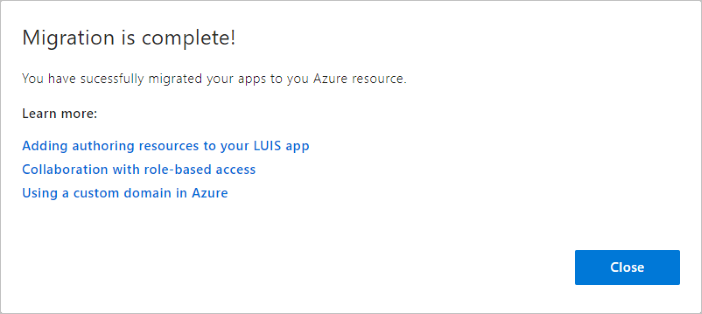 Migration is complete!
You have sucessfully migrated your apps to you Azure resource.
Learn more:
Adding authoring resources to your LUIS app
Collaboration with role-based access
Using a custom domain in Azure
Close